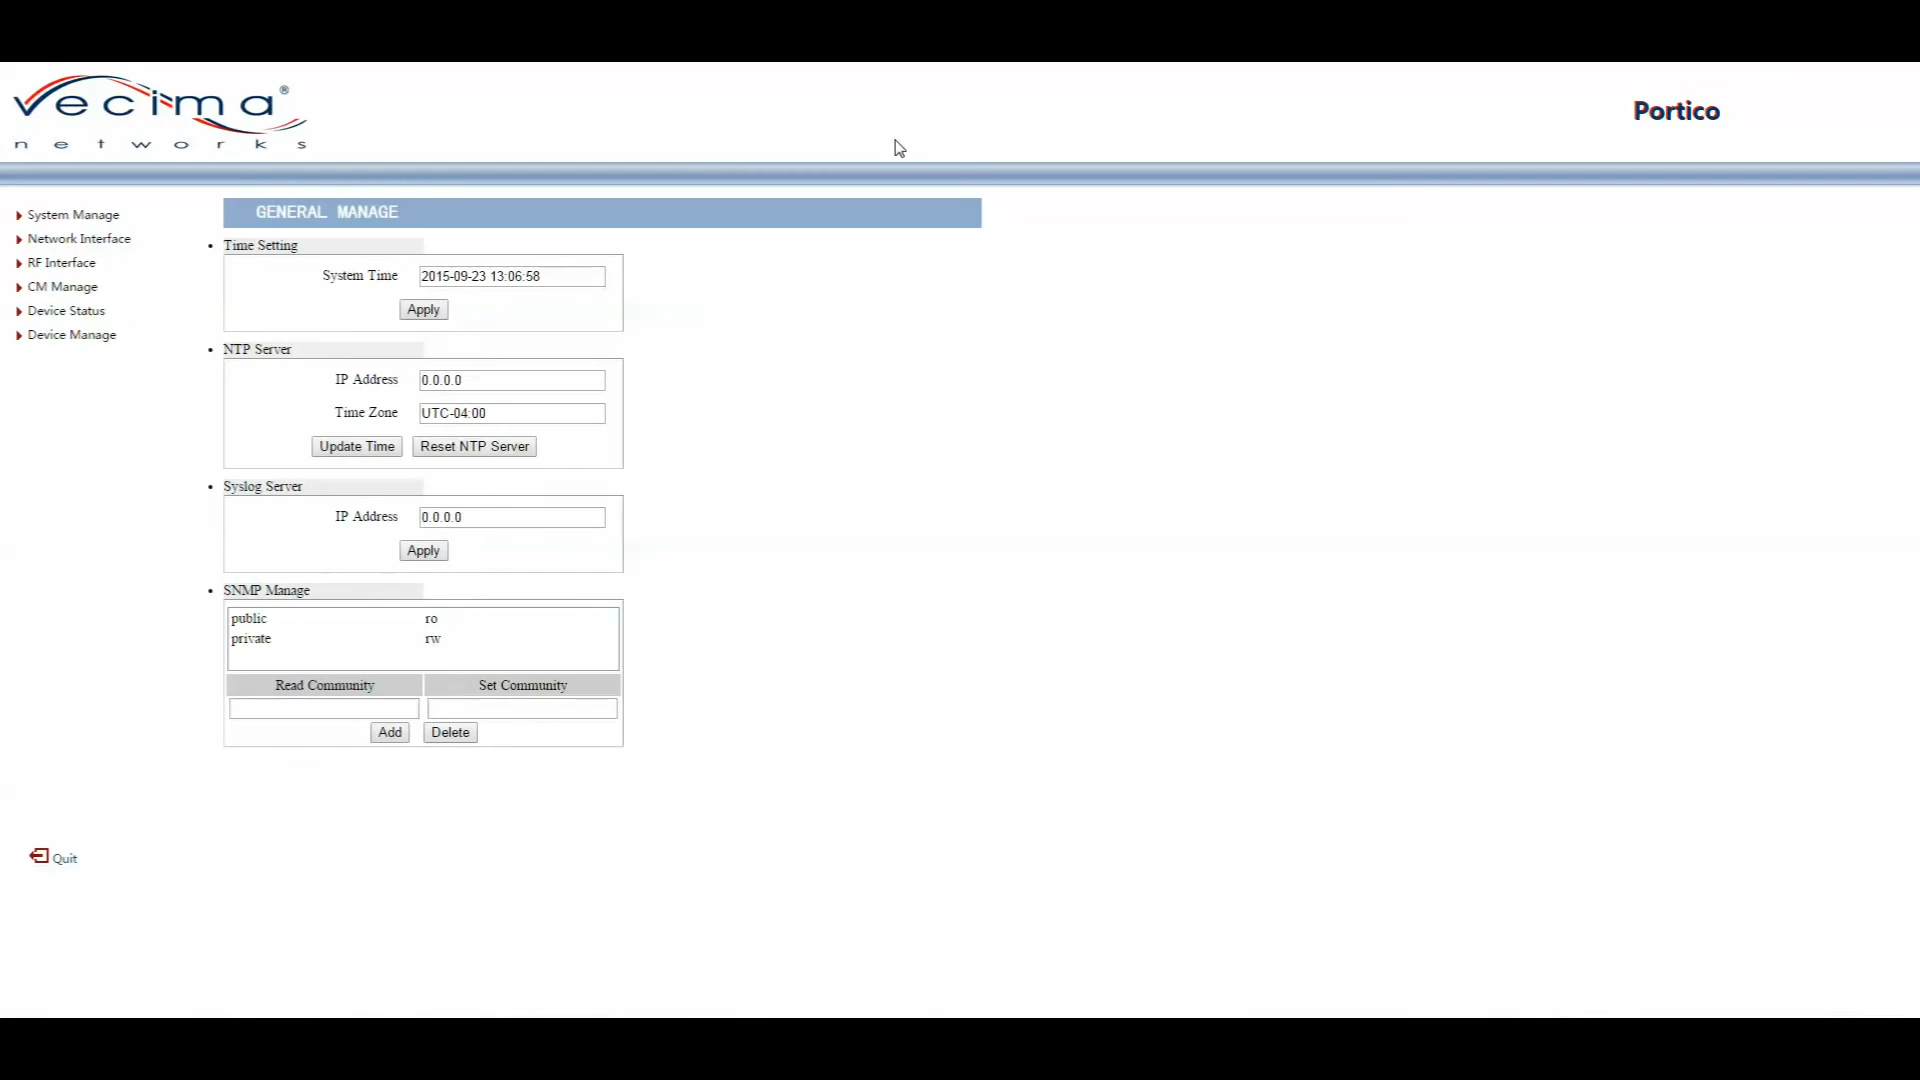 vecima®
networks
Portico
System Manage
Network Interface
RF Interface
CM Manage
Device Status
Device Manage
Quit
GENERAL MANAGE
Time Setting
System Time 2015-09-23 13:06:58
Apply
NTP Server
IP Address 0.0.0.0
Time Zone UTC-04:00
Update Time Reset NTP Server
Syslog Server
IP Address 0.0.0.0
Apply
SNMP Manage
public ro
private rw
Read Community Set Community
Add Delete